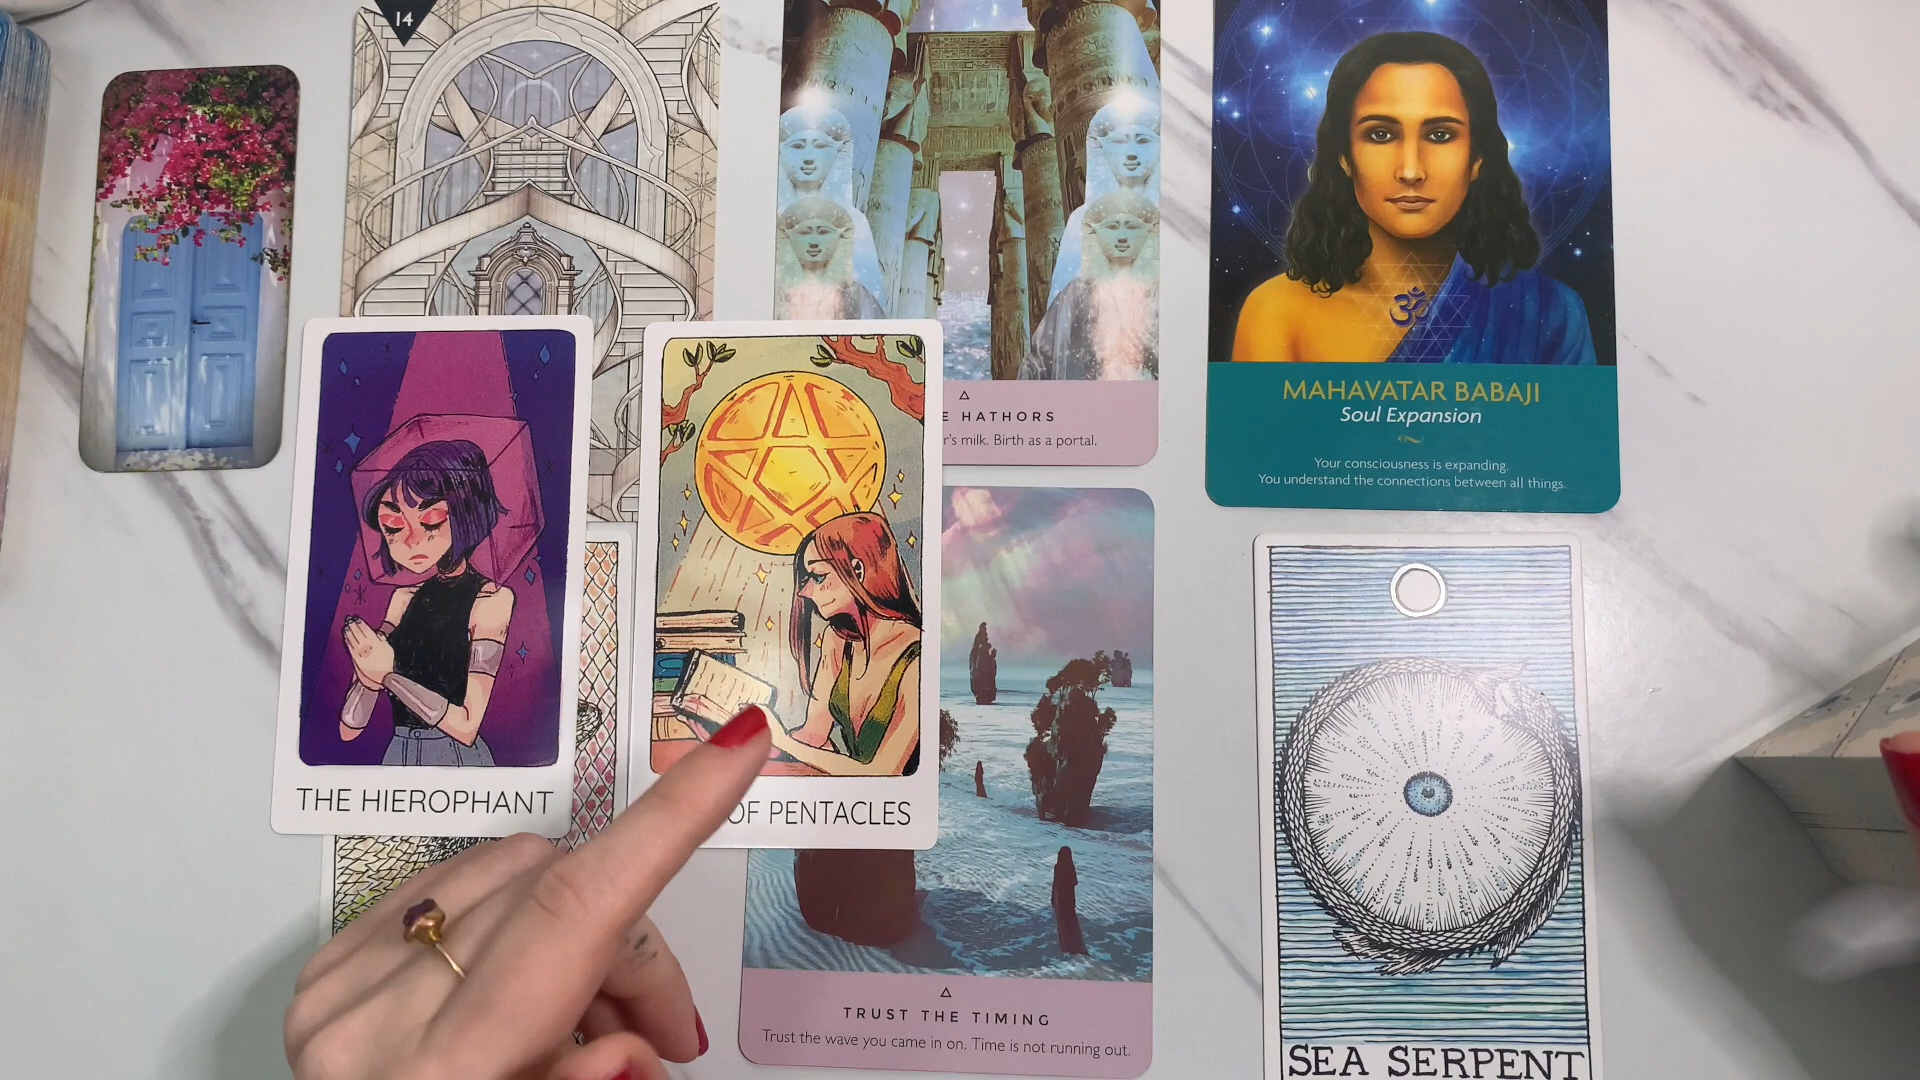 14
E HATHORS
r's milk. Birth as a portal.
MAHAVATAR BABAJI
Soul Expansion
Your consciousness is expanding.
You understand the connections between all things.
THE HIEROPHANT
OF PENTACLES
TRUST THE TIMING
Trust the wave you came in on. Time is not running out.
SEA SERPENT